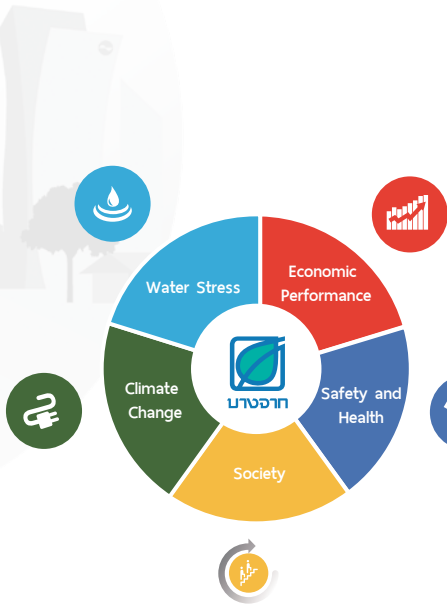 Water Stress
Economic
Performance
Climate
Change
บางจาก
Safety and
Health
Society